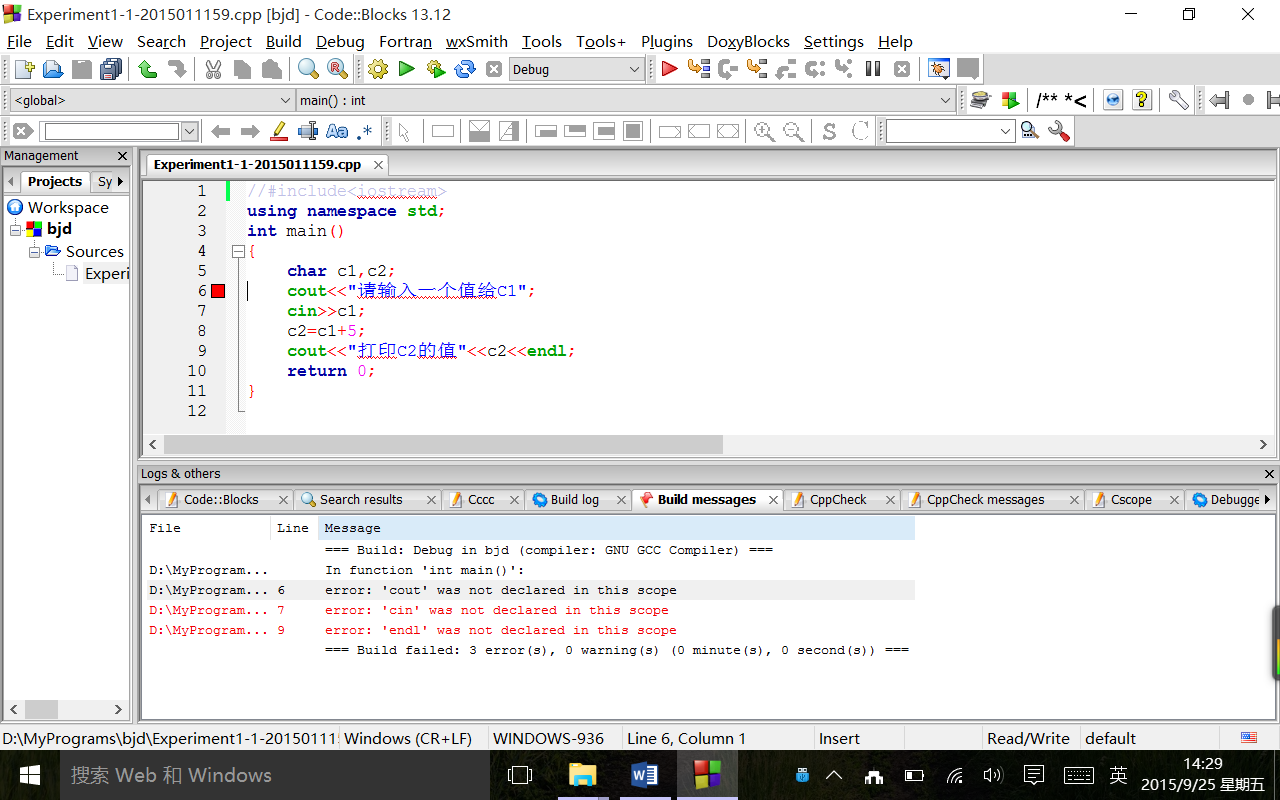 Experiment1-1-2015011159.cpp [bjd] - Code::Blocks 13.12
File Edit View Search Project Build Debug Fortran wxSmith Tools Tools+ Plugins DoxyBlocks Settings Help
Debug
<global> main() : int /** *<
Aa .* S C
Management
Projects Sy
Workspace
bjd
Sources
Experi
Experiment1-1-2015011159.cpp
1 //#include<iostream>
2 using namespace std;
3 int main()
4 {
5 char c1,c2;
6 cout<<"请输入一个值给C1";
7 cin>>c1;
8 c2=c1+5;
9 cout<<"打印C2的值"<<c2<<endl;
10 return 0;
11 }
12
Logs & others
Code::Blocks Search results Cccc Build log Build messages CppCheck CppCheck messages Cscope Debugge
File Line Message
=== Build: Debug in bjd (compiler: GNU GCC Compiler) ===
D:\MyProgram... In function 'int main()':
D:\MyProgram... 6 error: 'cout' was not declared in this scope
D:\MyProgram... 7 error: 'cin' was not declared in this scope
D:\MyProgram... 9 error: 'endl' was not declared in this scope
=== Build failed: 3 error(s), 0 warning(s) (0 minute(s), 0 second(s)) ===
D:\MyPrograms\bjd\Experiment1-1-201501115 Windows (CR+LF) WINDOWS-936 Line 6, Column 1 Insert Read/Write default
搜索 Web 和 Windows
英
14:29
2015/9/25 星期五